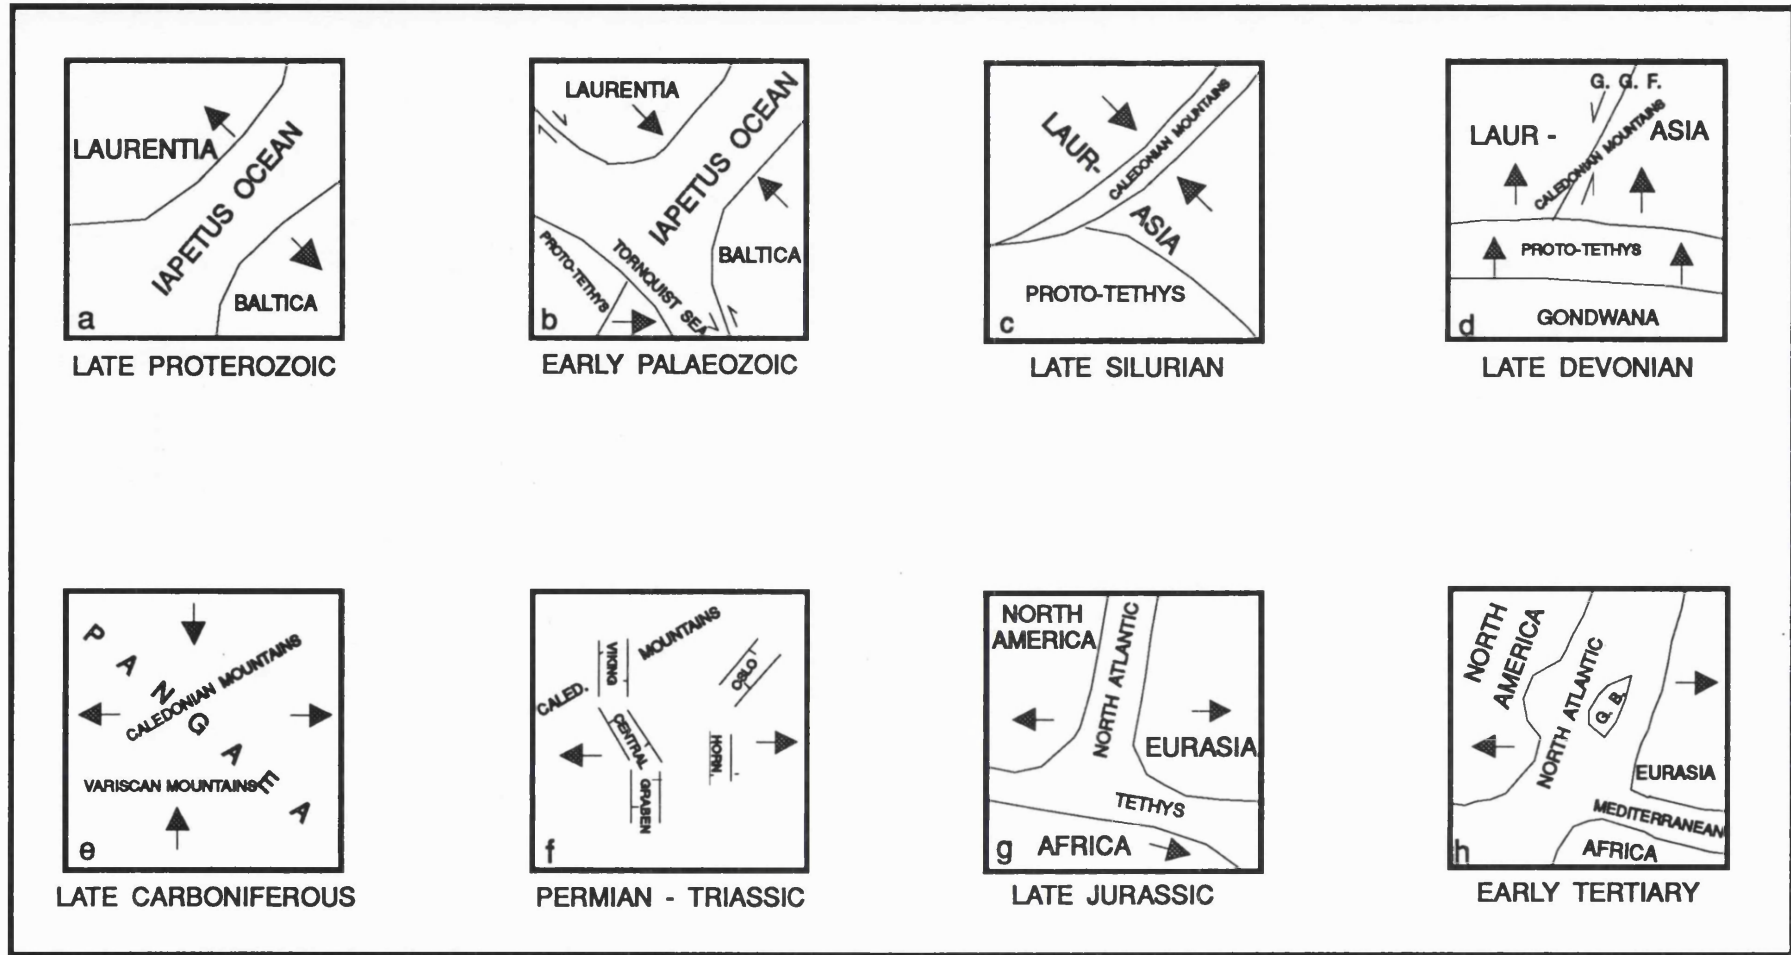 LAURENTIA
IAPETUS OCEAN
BALTICA
a
LATE PROTEROZOIC
LAURENTIA
IAPETUS OCEAN
PROTO-TETHYS
TORNQUIST SEA
BALTICA
b
EARLY PALAEOZOIC
LAUR-
CALEDONIAN MOUNTAINS
ASIA
PROTO-TETHYS
c
LATE SILURIAN
G. G. F.
LAUR -
ASIA
CALEDONIAN MOUNTAINS
PROTO-TETHYS
GONDWANA
d
LATE DEVONIAN
PANGAAEA
CALEDONIAN MOUNTAINS
VARISCAN MOUNTAINS
e
LATE CARBONIFEROUS
CALED.
MOUNTAINS
VIKING
OSLO
CENTRAL
GRABEN
HORN.
f
PERMIAN - TRIASSIC
NORTH
AMERICA
NORTH ATLANTIC
EURASIA
TETHYS
AFRICA
g
LATE JURASSIC
NORTH
AMERICA
NORTH ATLANTIC
G. B.
EURASIA
MEDITERRANEAN
AFRICA
h
EARLY TERTIARY